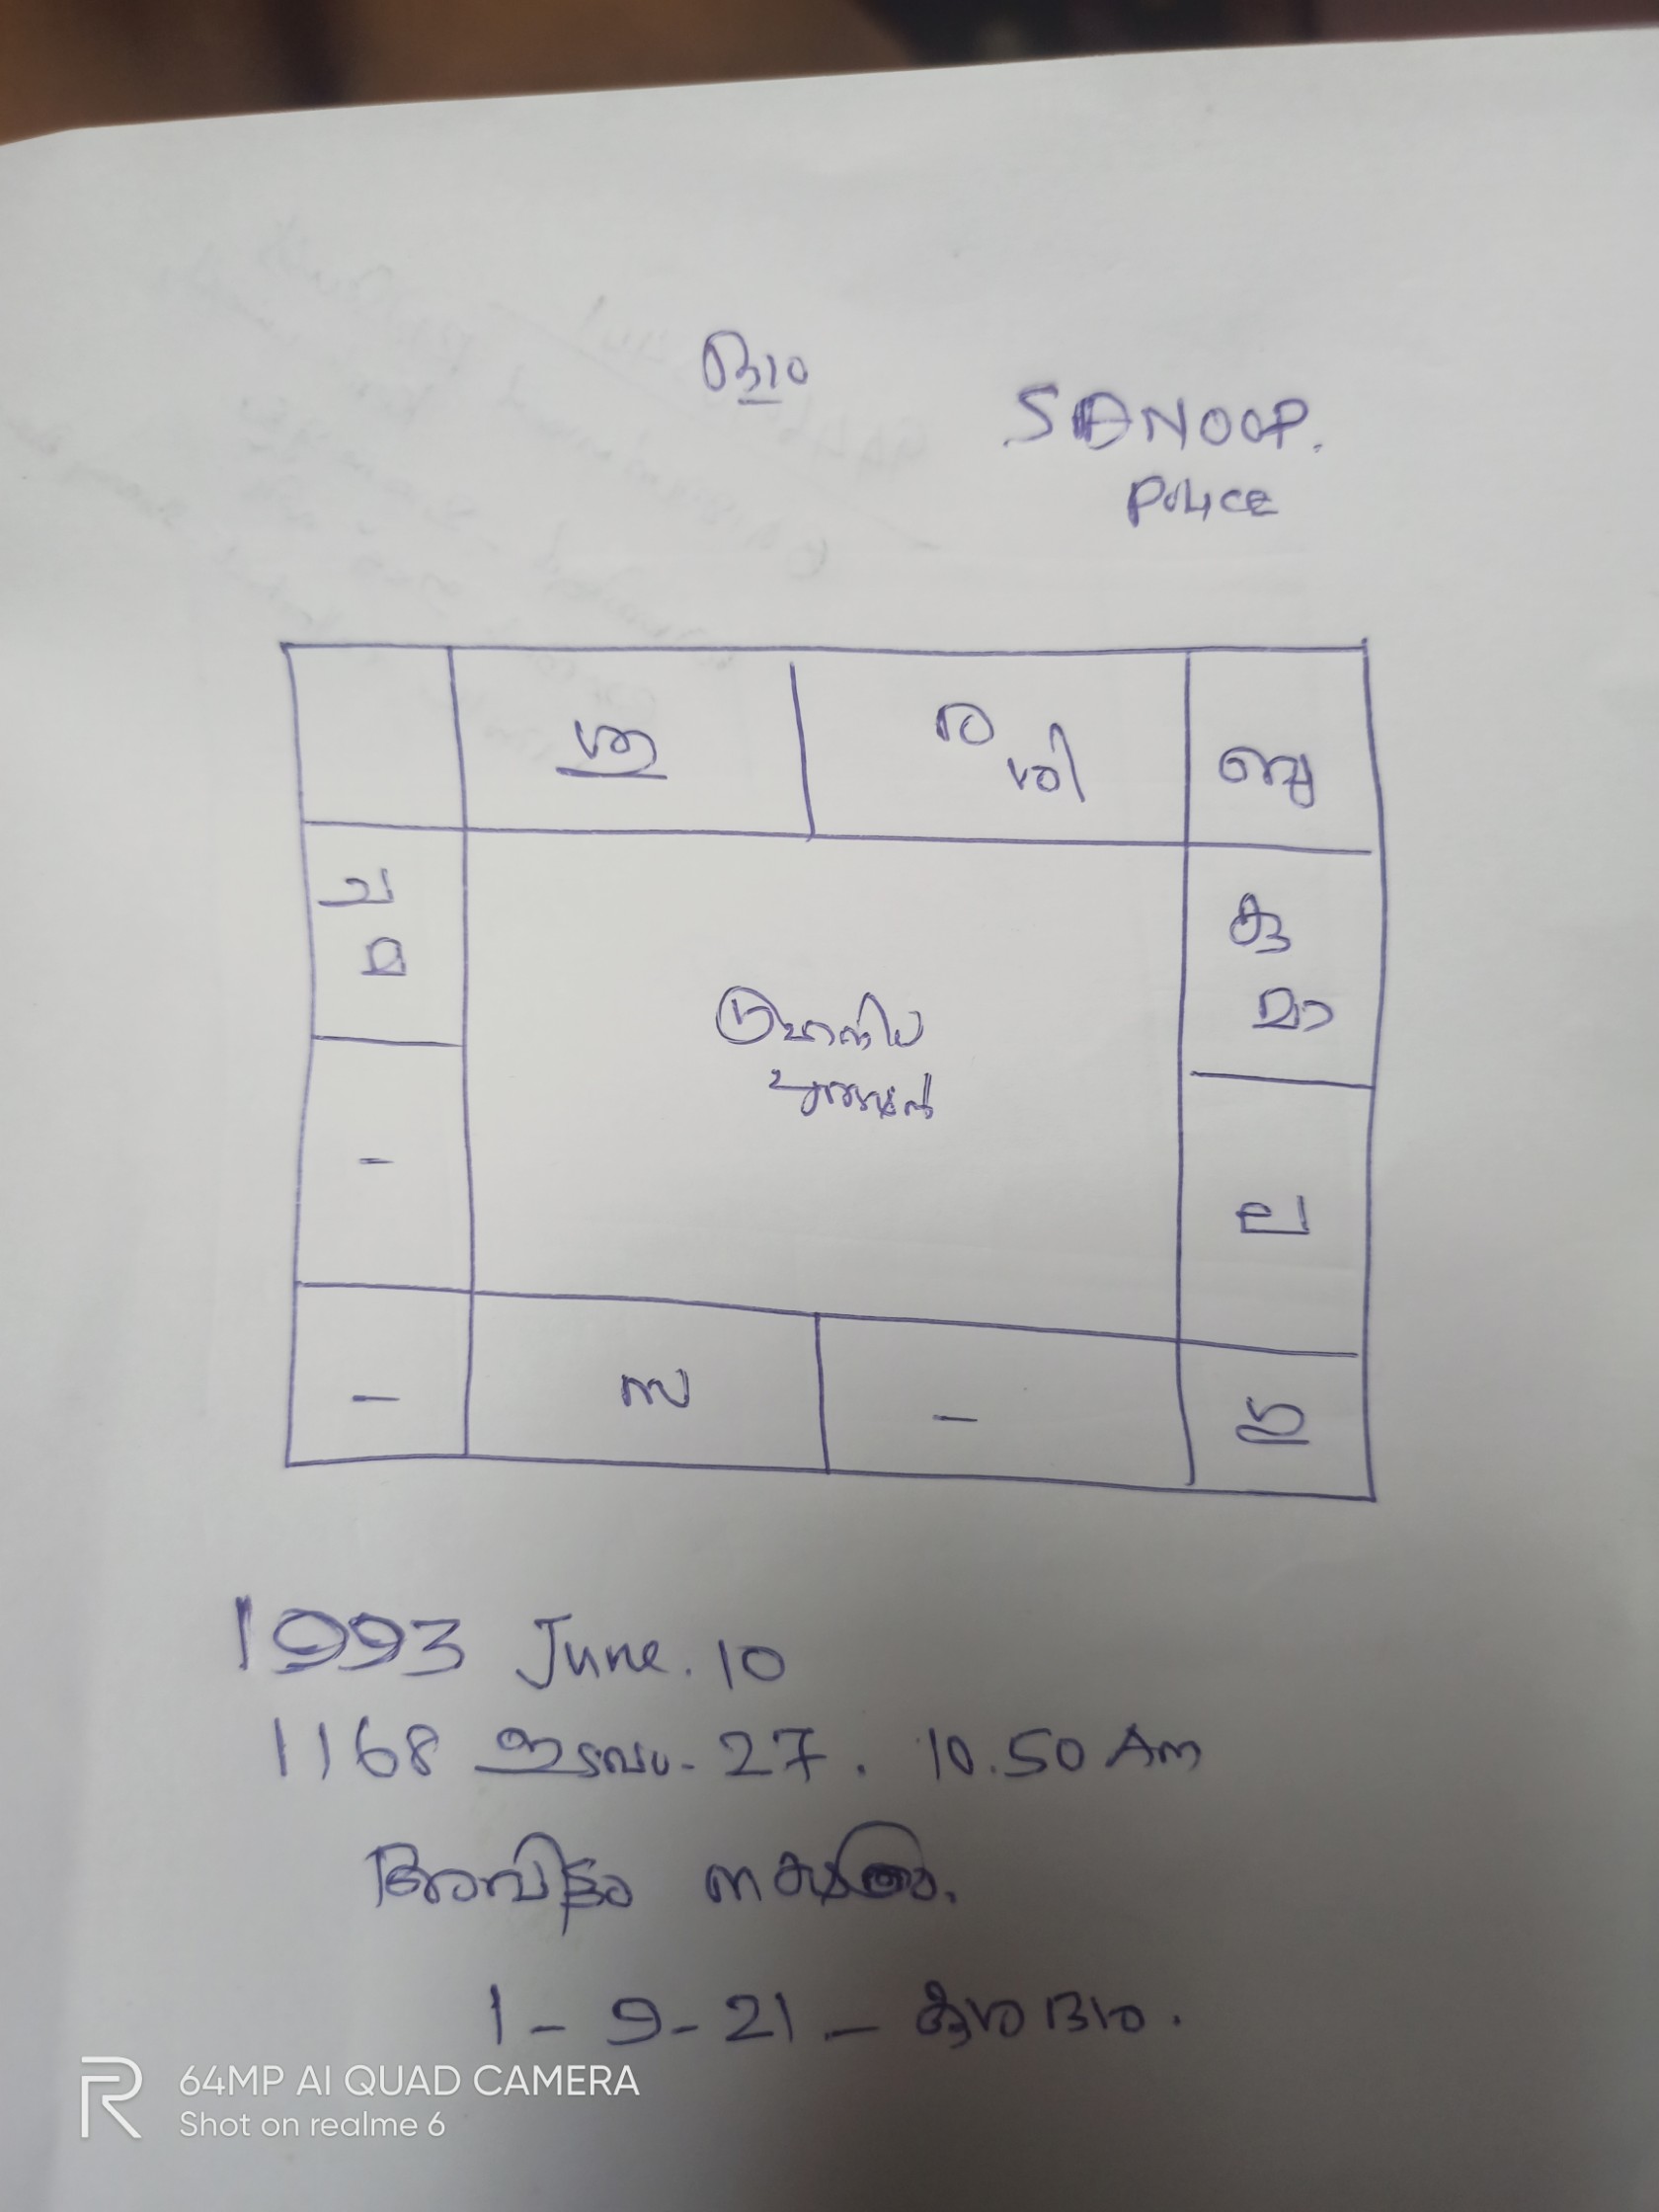 SANOOP.
POLICE
ശു
ര
ശി
ബു
ച
മ
കു
മാ
ല
-
-
സ
-
ഗു
1993 June. 10
1168 ഇടവം - 27. 10.50 Am
അവിട്ടം നക്ഷത്രം.
1 - 9 - 21 -
64MP AI QUAD CAMERA
Shot on realme 6